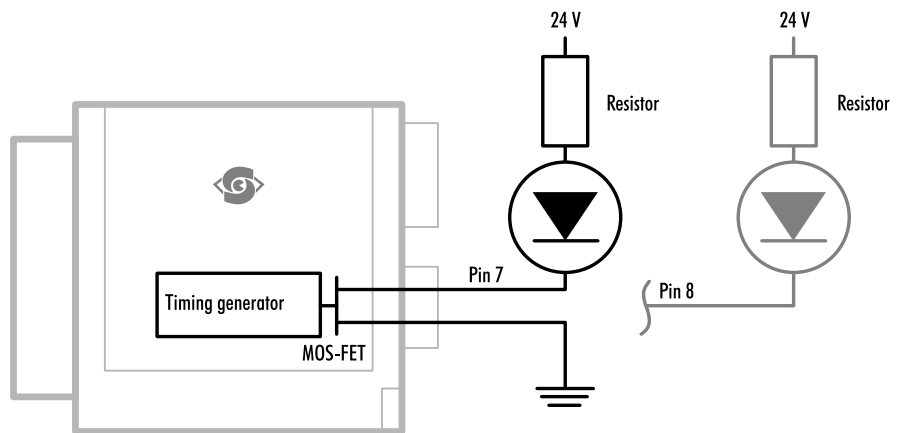 24 V
24 V
Resistor
Resistor
Pin 7
Pin 8
Timing generator
MOS-FET